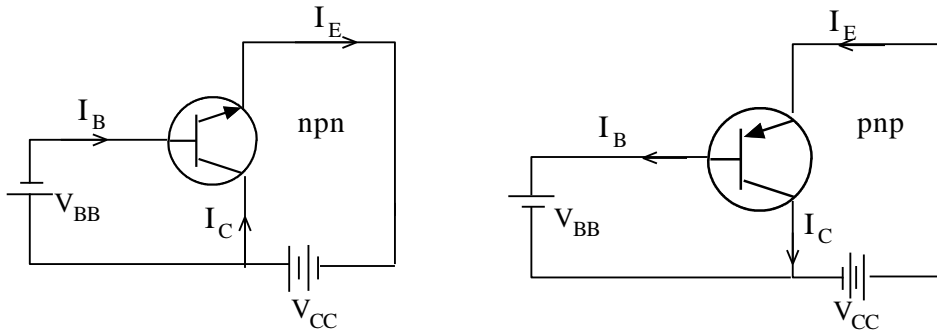 I_E
I_B
npn
V_BB
I_C
V_CC
I_E
I_B
pnp
V_BB
I_C
V_CC